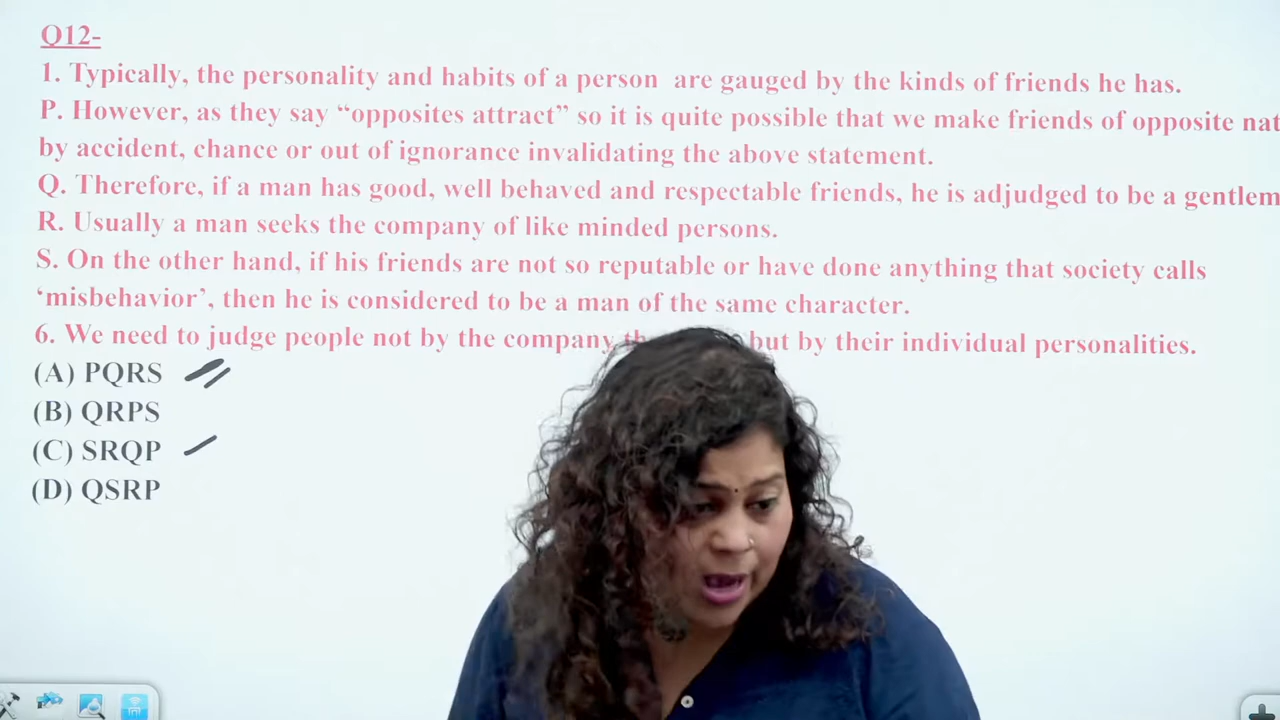 Q12-
1. Typically, the personality and habits of a person are gauged by the kinds of friends he has.
P. However, as they say “opposites attract” so it is quite possible that we make friends of opposite
by accident, chance or out of ignorance invalidating the above statement.
Q. Therefore, if a man has good, well behaved and respectable friends, he is adjudged to be a
R. Usually a man seeks the company of like minded persons.
S. On the other hand, if his friends are not so reputable or have done anything that society calls
‘misbehavior’, then he is considered to be a man of the same character.
6. We need to judge people not by the company but by their individual personalities.
(A) PQRS
(B) QRPS
(C) SRQP
(D) QSRP